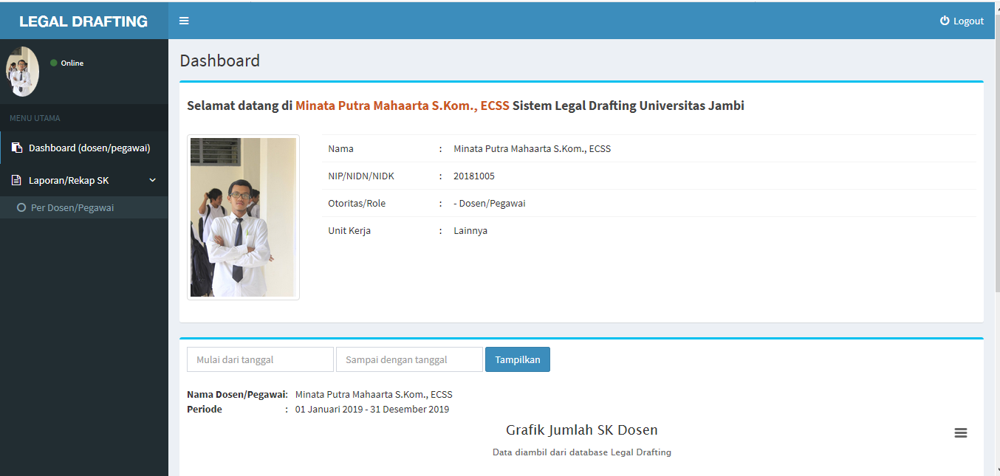 LEGAL DRAFTING
Logout
Online
MENU UTAMA
Dashboard (dosen/pegawai)
Laporan/Rekap SK
Per Dosen/Pegawai
Dashboard
Selamat datang di Minata Putra Mahaarta S.Kom., ECSS Sistem Legal Drafting Universitas Jambi
Nama : Minata Putra Mahaarta S.Kom., ECSS
NIP/NIDN/NIDK : 20181005
Otoritas/Role : - Dosen/Pegawai
Unit Kerja : Lainnya
Mulai dari tanggal Sampai dengan tanggal Tampilkan
Nama Dosen/Pegawai: Minata Putra Mahaarta S.Kom., ECSS
Periode : 01 Januari 2019 - 31 Desember 2019
Grafik Jumlah SK Dosen
Data diambil dari database Legal Drafting